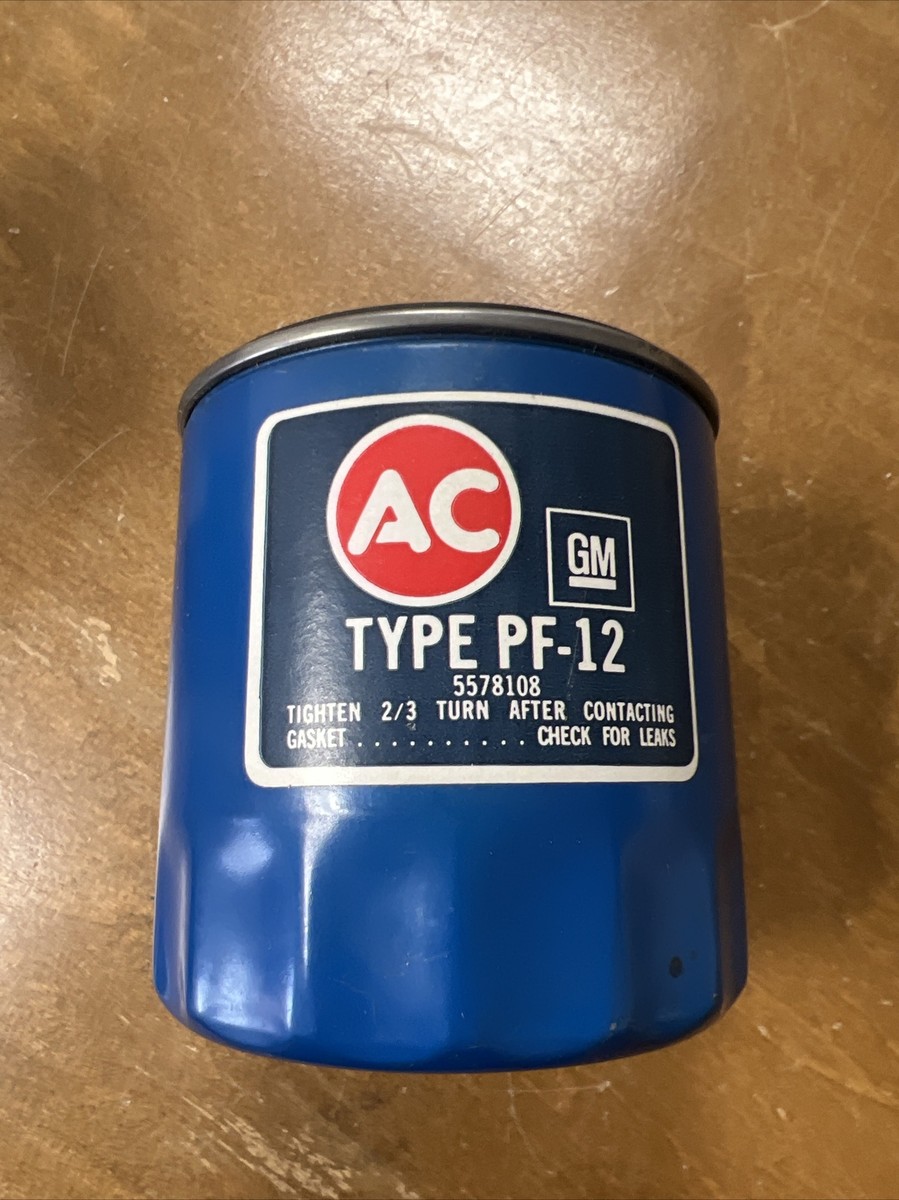 AC
GM
TYPE PF-12
5578108
TIGHTEN 2/3 TURN AFTER CONTACTING
GASKET .......... CHECK FOR LEAKS